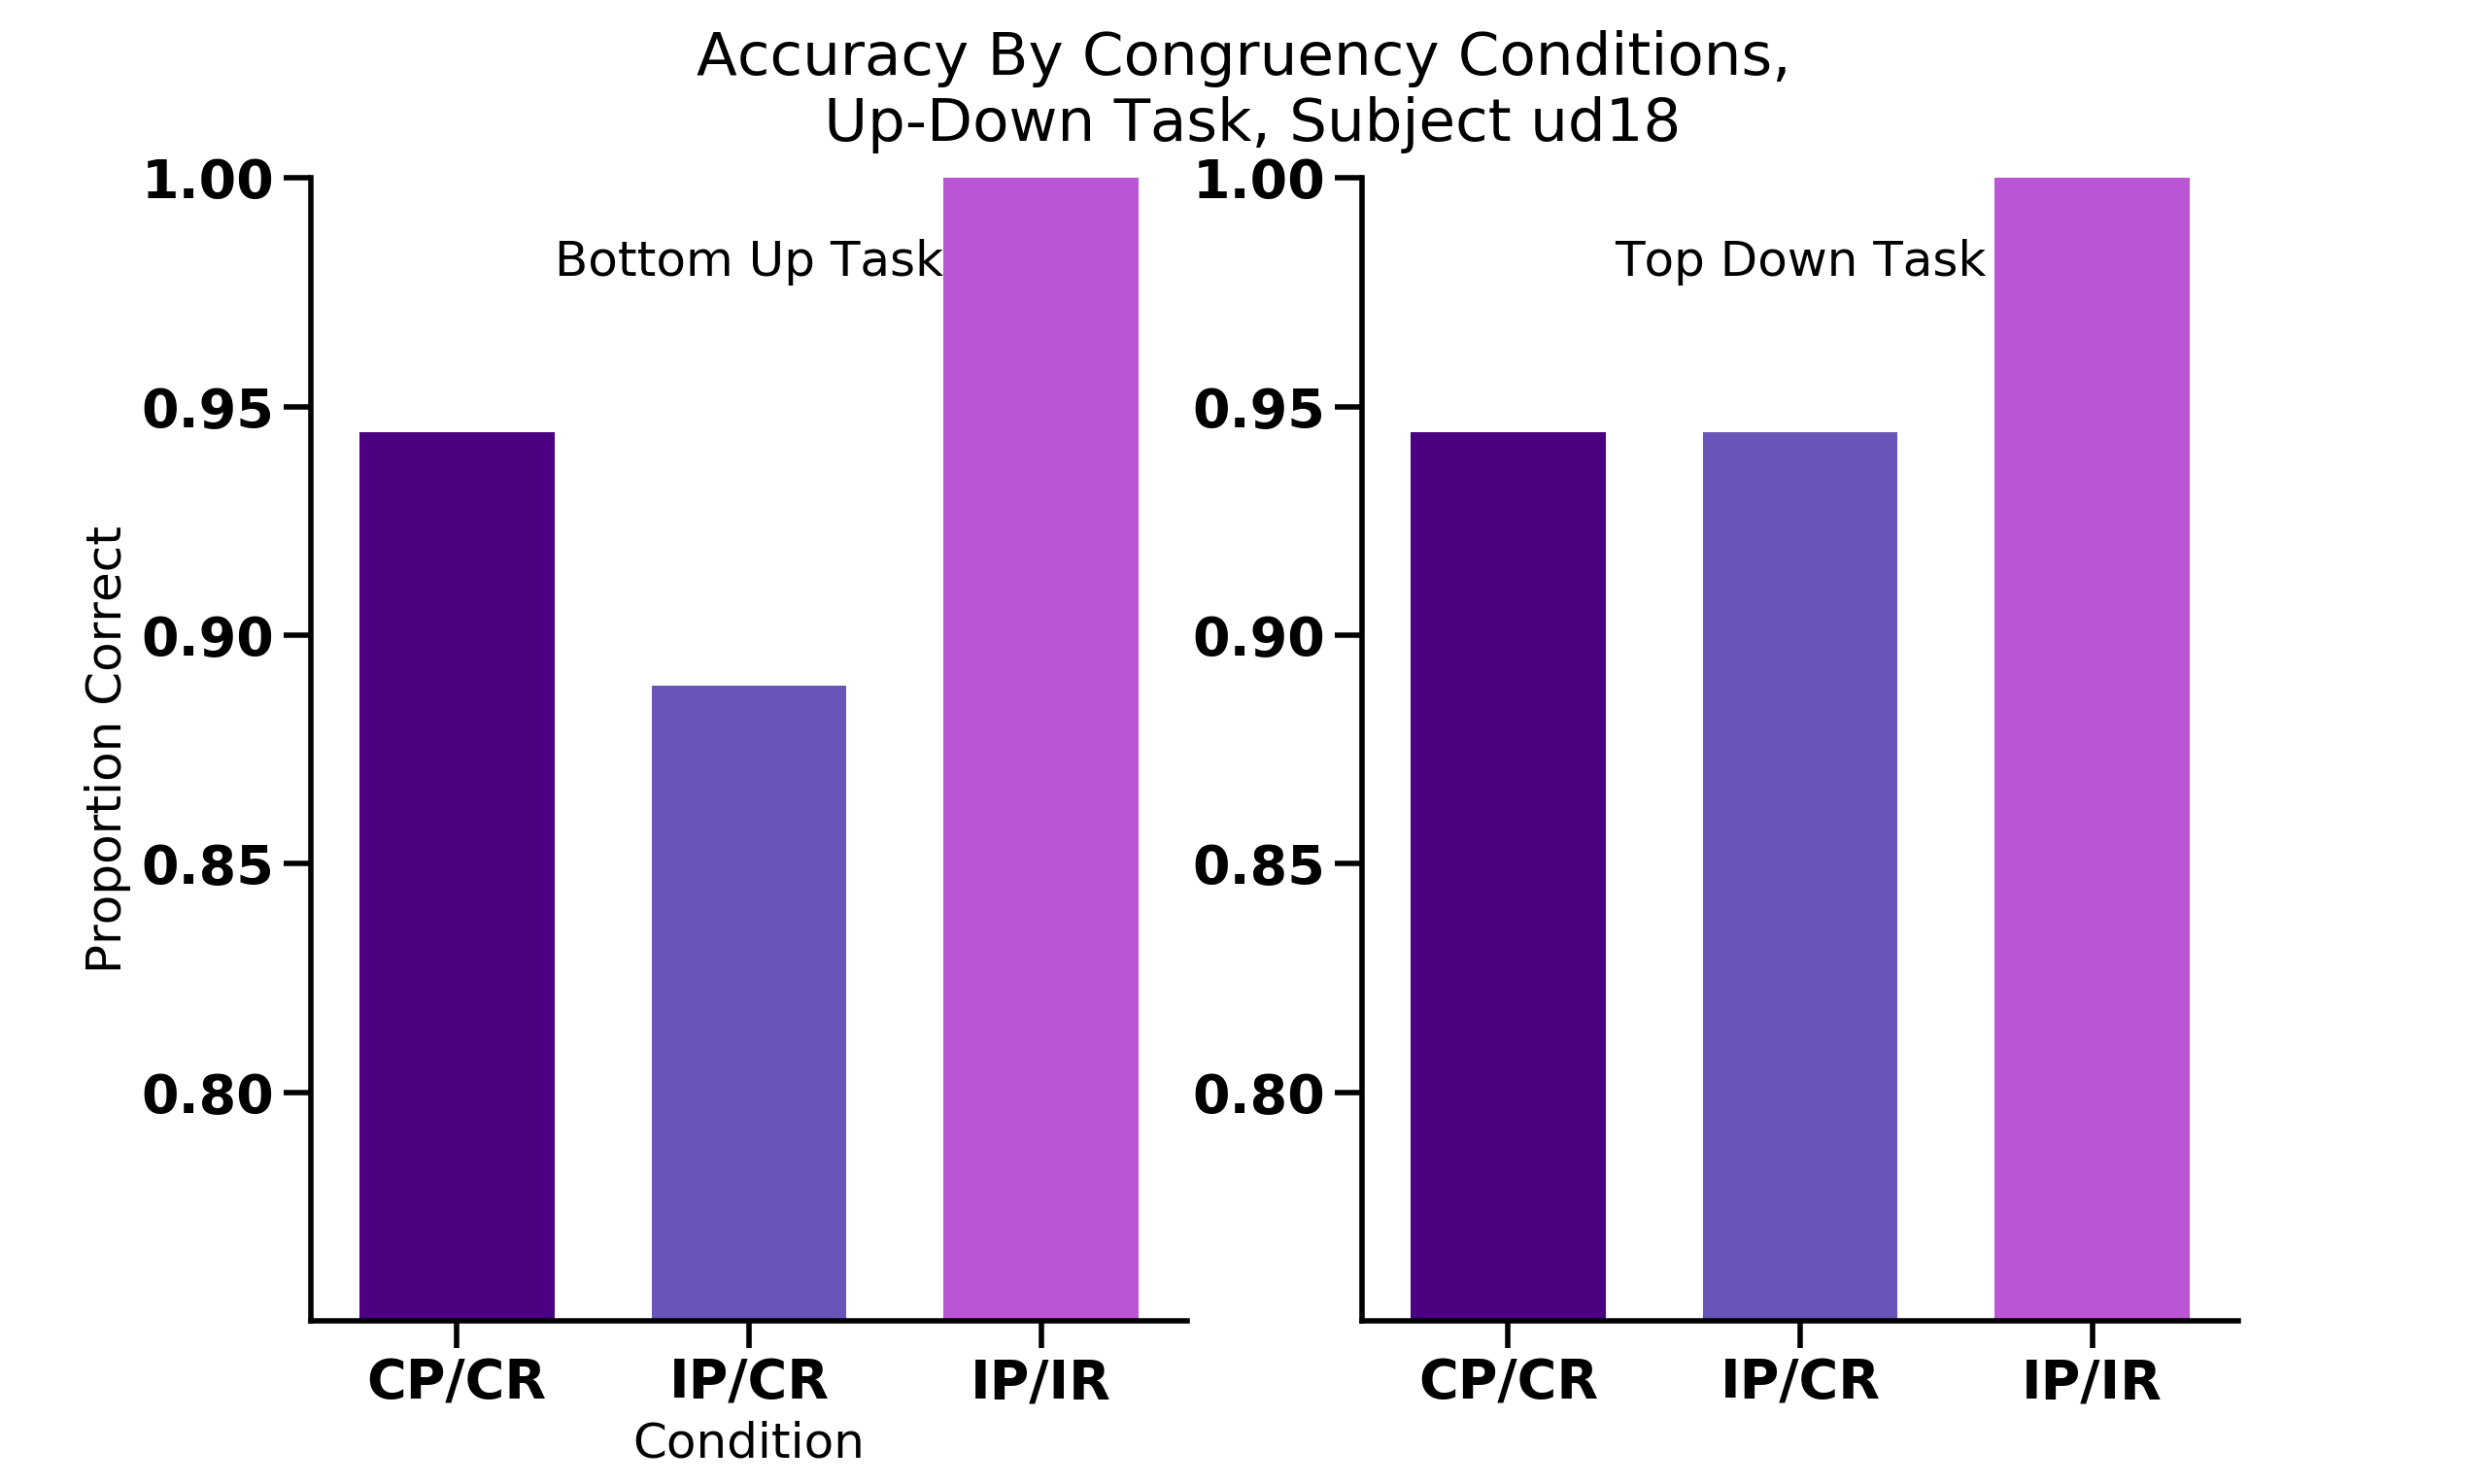 Accuracy By Congruency Conditions,
Up-Down Task, Subject ud18
Proportion Correct
1.00
0.95
0.90
0.85
0.80
Bottom Up Task
CP/CR
IP/CR
IP/IR
Condition
1.00
0.95
0.90
0.85
0.80
Top Down Task
CP/CR
IP/CR
IP/IR